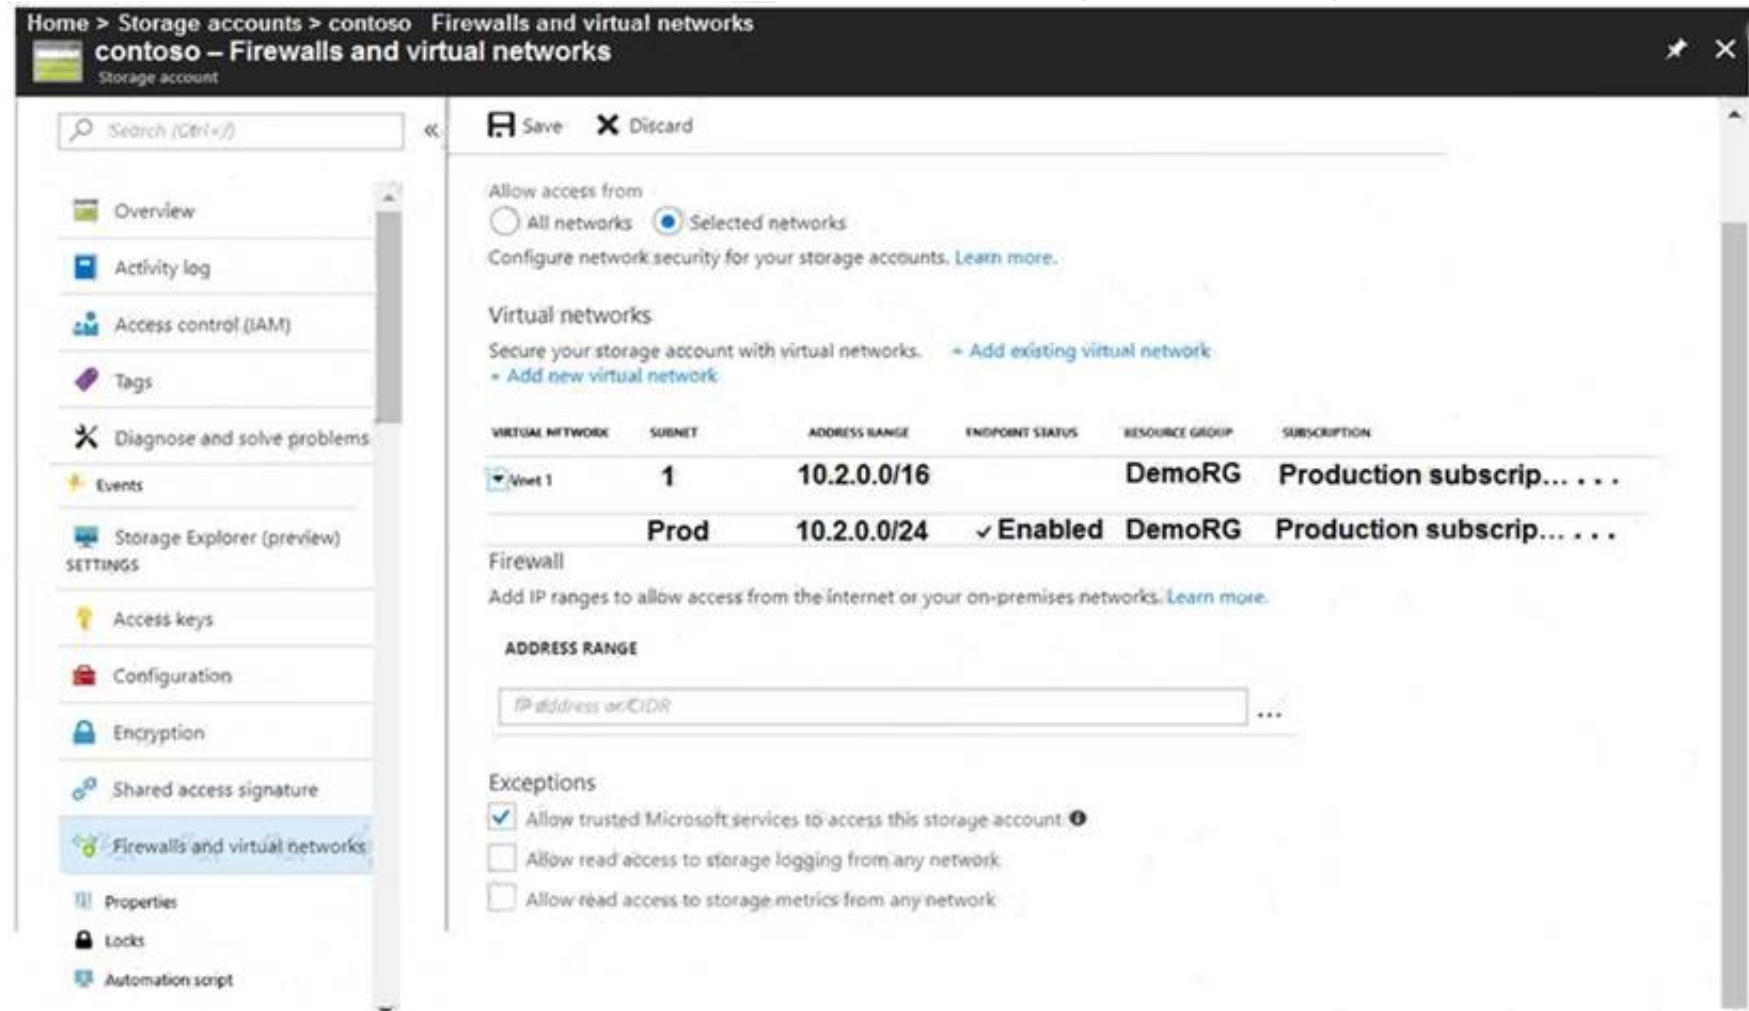 Home > Storage accounts > contoso Firewalls and virtual networks
contoso – Firewalls and virtual networks
Storage account
Search (Ctrl+/)
«
Overview
Activity log
Access control (IAM)
Tags
Diagnose and solve problems
Events
Storage Explorer (preview)
SETTINGS
Access keys
Configuration
Encryption
Shared access signature
Firewalls and virtual networks
Properties
Locks
Automation script
Save Discard
Allow access from
All networks Selected networks
Configure network security for your storage accounts. Learn more.
Virtual networks
Secure your storage account with virtual networks. + Add existing virtual network
+ Add new virtual network
VIRTUAL NETWORK SUBNET ADDRESS RANGE ENDPOINT STATUS RESOURCE GROUP SUBSCRIPTION
Vnet 1 1 10.2.0.0/16 DemoRG Production subscrip... ...
Prod 10.2.0.0/24 ✓Enabled DemoRG Production subscrip... ...
Firewall
Add IP ranges to allow access from the internet or your on-premises networks. Learn more.
ADDRESS RANGE
IP address or CIDR ...
Exceptions
Allow trusted Microsoft services to access this storage account
Allow read access to storage logging from any network
Allow read access to storage metrics from any network